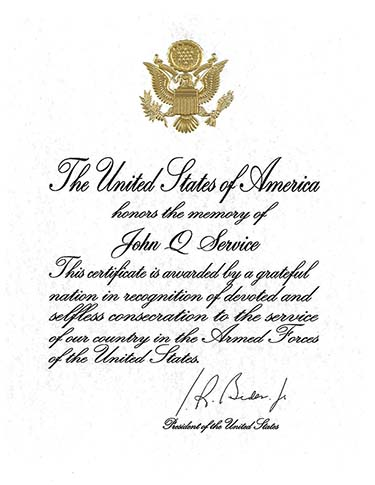 The United States of America
honors the memory of
John Q Service
This certificate is awarded by a grateful
nation in recognition of devoted and
selfless consecration to the service
of our country in the Armed Forces
of the United States.
J. R. Biden Jr
President of the United States